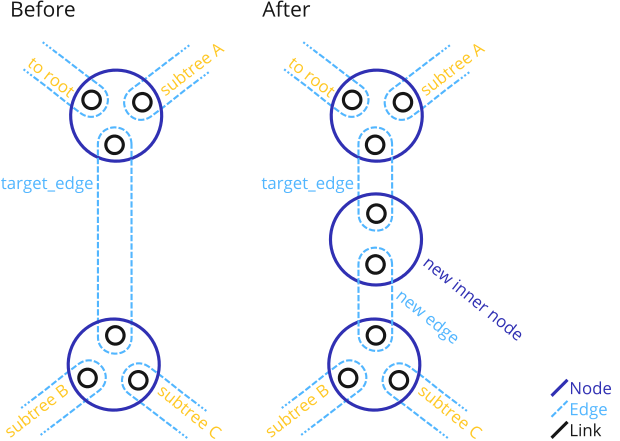 Before
After
to root
subtree A
to root
subtree A
target_edge
target_edge
new inner node
new edge
subtree B
subtree C
subtree B
subtree C
Node
Edge
Link